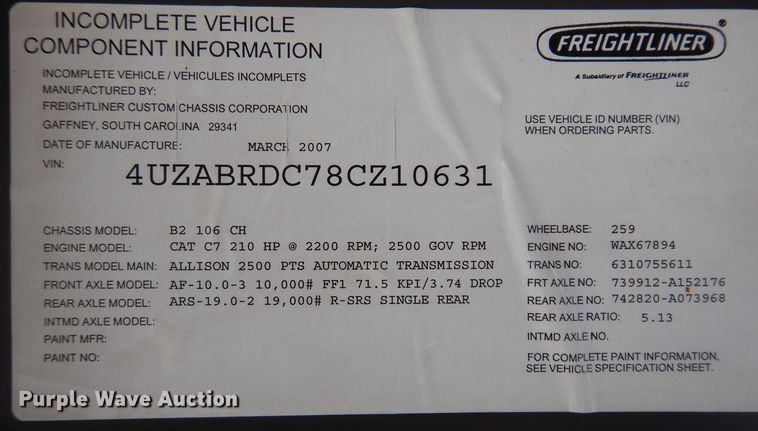 INCOMPLETE VEHICLE
COMPONENT INFORMATION
INCOMPLETE VEHICLE / VEHICULES INCOMPLETS
MANUFACTURED BY:
FREIGHTLINER CUSTOM CHASSIS CORPORATION
GAFFNEY, SOUTH CAROLINA 29341
DATE OF MANUFACTURE: MARCH 2007
VIN:
4UZABRDC78CZ10631
FREIGHTLINER
A Subsidiary of FREIGHTLINER
LLC
USE VEHICLE ID NUMBER (VIN)
WHEN ORDERING PARTS.
CHASSIS MODEL: B2 106 CH
ENGINE MODEL: CAT C7 210 HP @ 2200 RPM; 2500 GOV RPM
TRANS MODEL MAIN: ALLISON 2500 PTS AUTOMATIC TRANSMISSION
FRONT AXLE MODEL: AF-10.0-3 10,000# FF1 71.5 KPI/3.74 DROP
REAR AXLE MODEL: ARS-19.0-2 19,000# R-SRS SINGLE REAR
INTMD AXLE MODEL:
PAINT MFR:
PAINT NO:
WHEELBASE: 259
ENGINE NO: WAX67894
TRANS NO: 6310755611
FRT AXLE NO: 739912-A152176
REAR AXLE NO: 742820-A073968
REAR AXLE RATIO: 5.13
INTMD AXLE NO.
FOR COMPLETE PAINT INFORMATION,
SEE VEHICLE SPECIFICATION SHEET.
Purple Wave Auction